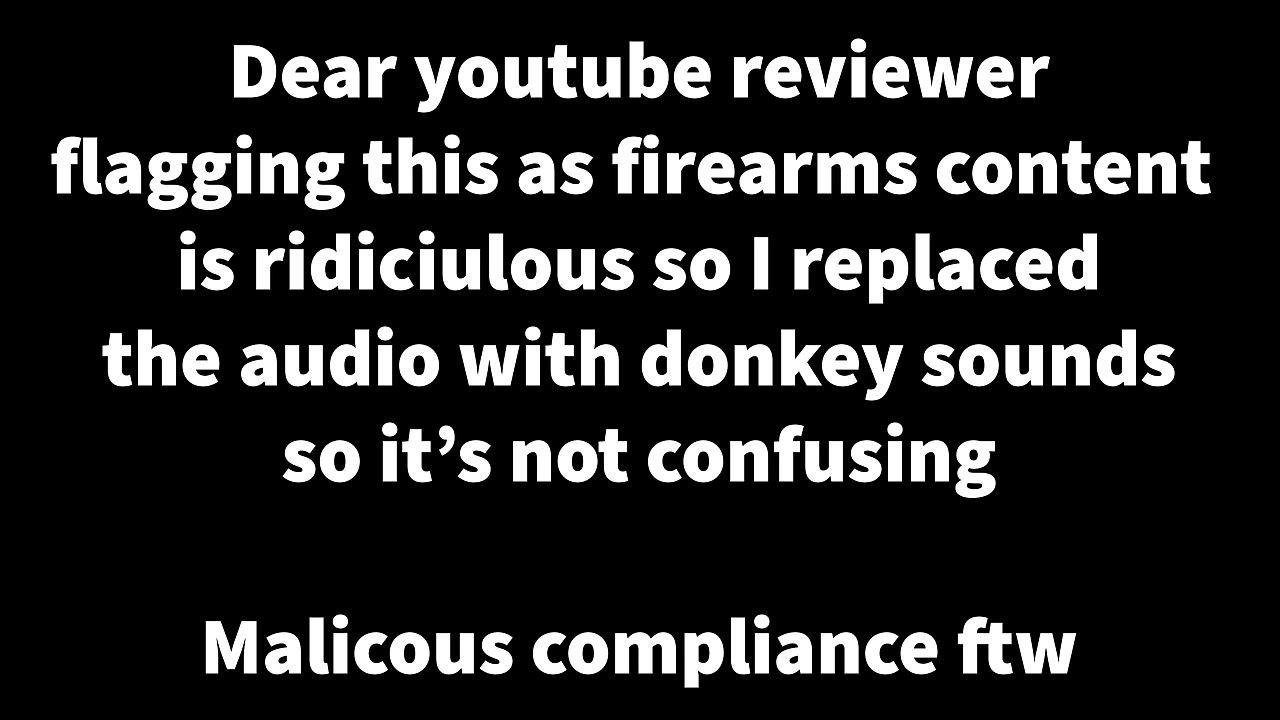 Dear youtube reviewer
flagging this as firearms content
is ridiciulous so I replaced
the audio with donkey sounds
so it’s not confusing
Malicous compliance ftw